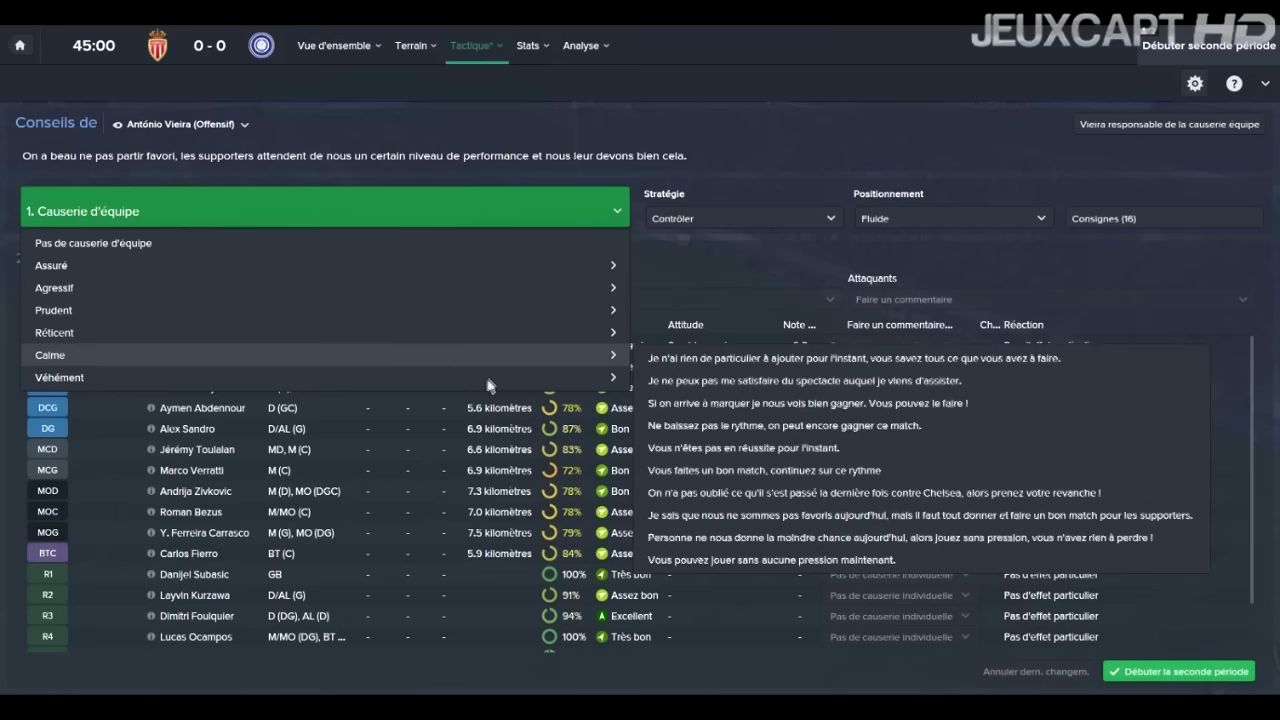 JEUXCAPT HD
45:00 0 - 0 Vue d'ensemble Terrain Tactique* Stats Analyse Débuter seconde période
Conseils de António Vieira (Offensif) Vieira responsable de la causerie équipe
On a beau ne pas partir favori, les supporters attendent de nous un certain niveau de performance et nous leur devons bien cela.
1. Causerie d'équipe
Stratégie Positionnement
Contrôler Fluide Consignes (16)
Pas de causerie d'équipe
Assuré
Agressif
Prudent
Réticent
Calme
Véhément
Attaquants
Faire un commentaire
Attitude Note ... Faire un commentaire... Ch... Réaction
Je n'ai rien de particulier à ajouter pour l'instant, vous savez tous ce que vous avez à faire.
Je ne peux pas me satisfaire du spectacle auquel je viens d'assister.
Si on arrive à marquer je nous vois bien gagner. Vous pouvez le faire !
Ne baissez pas le rythme, on peut encore gagner ce match.
Vous n'êtes pas en réussite pour l'instant.
Vous faites un bon match, continuez sur ce rythme
On n'a pas oublié ce qu'il s'est passé la dernière fois contre Chelsea, alors prenez votre revanche !
Je sais que nous ne sommes pas favoris aujourd'hui, mais il faut tout donner et faire un bon match pour les supporters.
Personne ne nous donne la moindre chance aujourd'hui, alors jouez sans pression, vous n'avez rien à perdre !
Vous pouvez jouer sans aucune pression maintenant.
DCG Aymen Abdennour D (GC) - - - 5.6 kilomètres 78% Asse
DG Alex Sandro D/AL (G) - - - 6.9 kilomètres 87% Bon
MCD Jérémy Toulalan MD, M (C) - - - 6.6 kilomètres 83% Asse
MCG Marco Verratti M (C) - - - 6.9 kilomètres 72% Bon
MOD Andrija Zivkovic M (D), MO (DGC) - - - 7.3 kilomètres 78% Bon
MOC Roman Bezus M/MO (C) - - - 7.0 kilomètres 78% Asse
MOG Y. Ferreira Carrasco M (G), MO (DG) - - - 7.5 kilomètres 79% Asse
BTC Carlos Fierro BT (C) - - - 5.9 kilomètres 84% Asse
R1 Danijel Subasic GB 100% Très bon - - Pas de causerie individuelle Pas d'effet particulier
R2 Layvin Kurzawa D/AL (G) 91% Assez bon - - Pas de causerie individuelle Pas d'effet particulier
R3 Dimitri Foulquier D (DG), AL (D) 94% Excellent - - Pas de causerie individuelle Pas d'effet particulier
R4 Lucas Ocampos M/MO (DG), BT ... 100% Très bon - - Pas de causerie individuelle Pas d'effet particulier
Annuler dern. changem. Débuter la seconde période